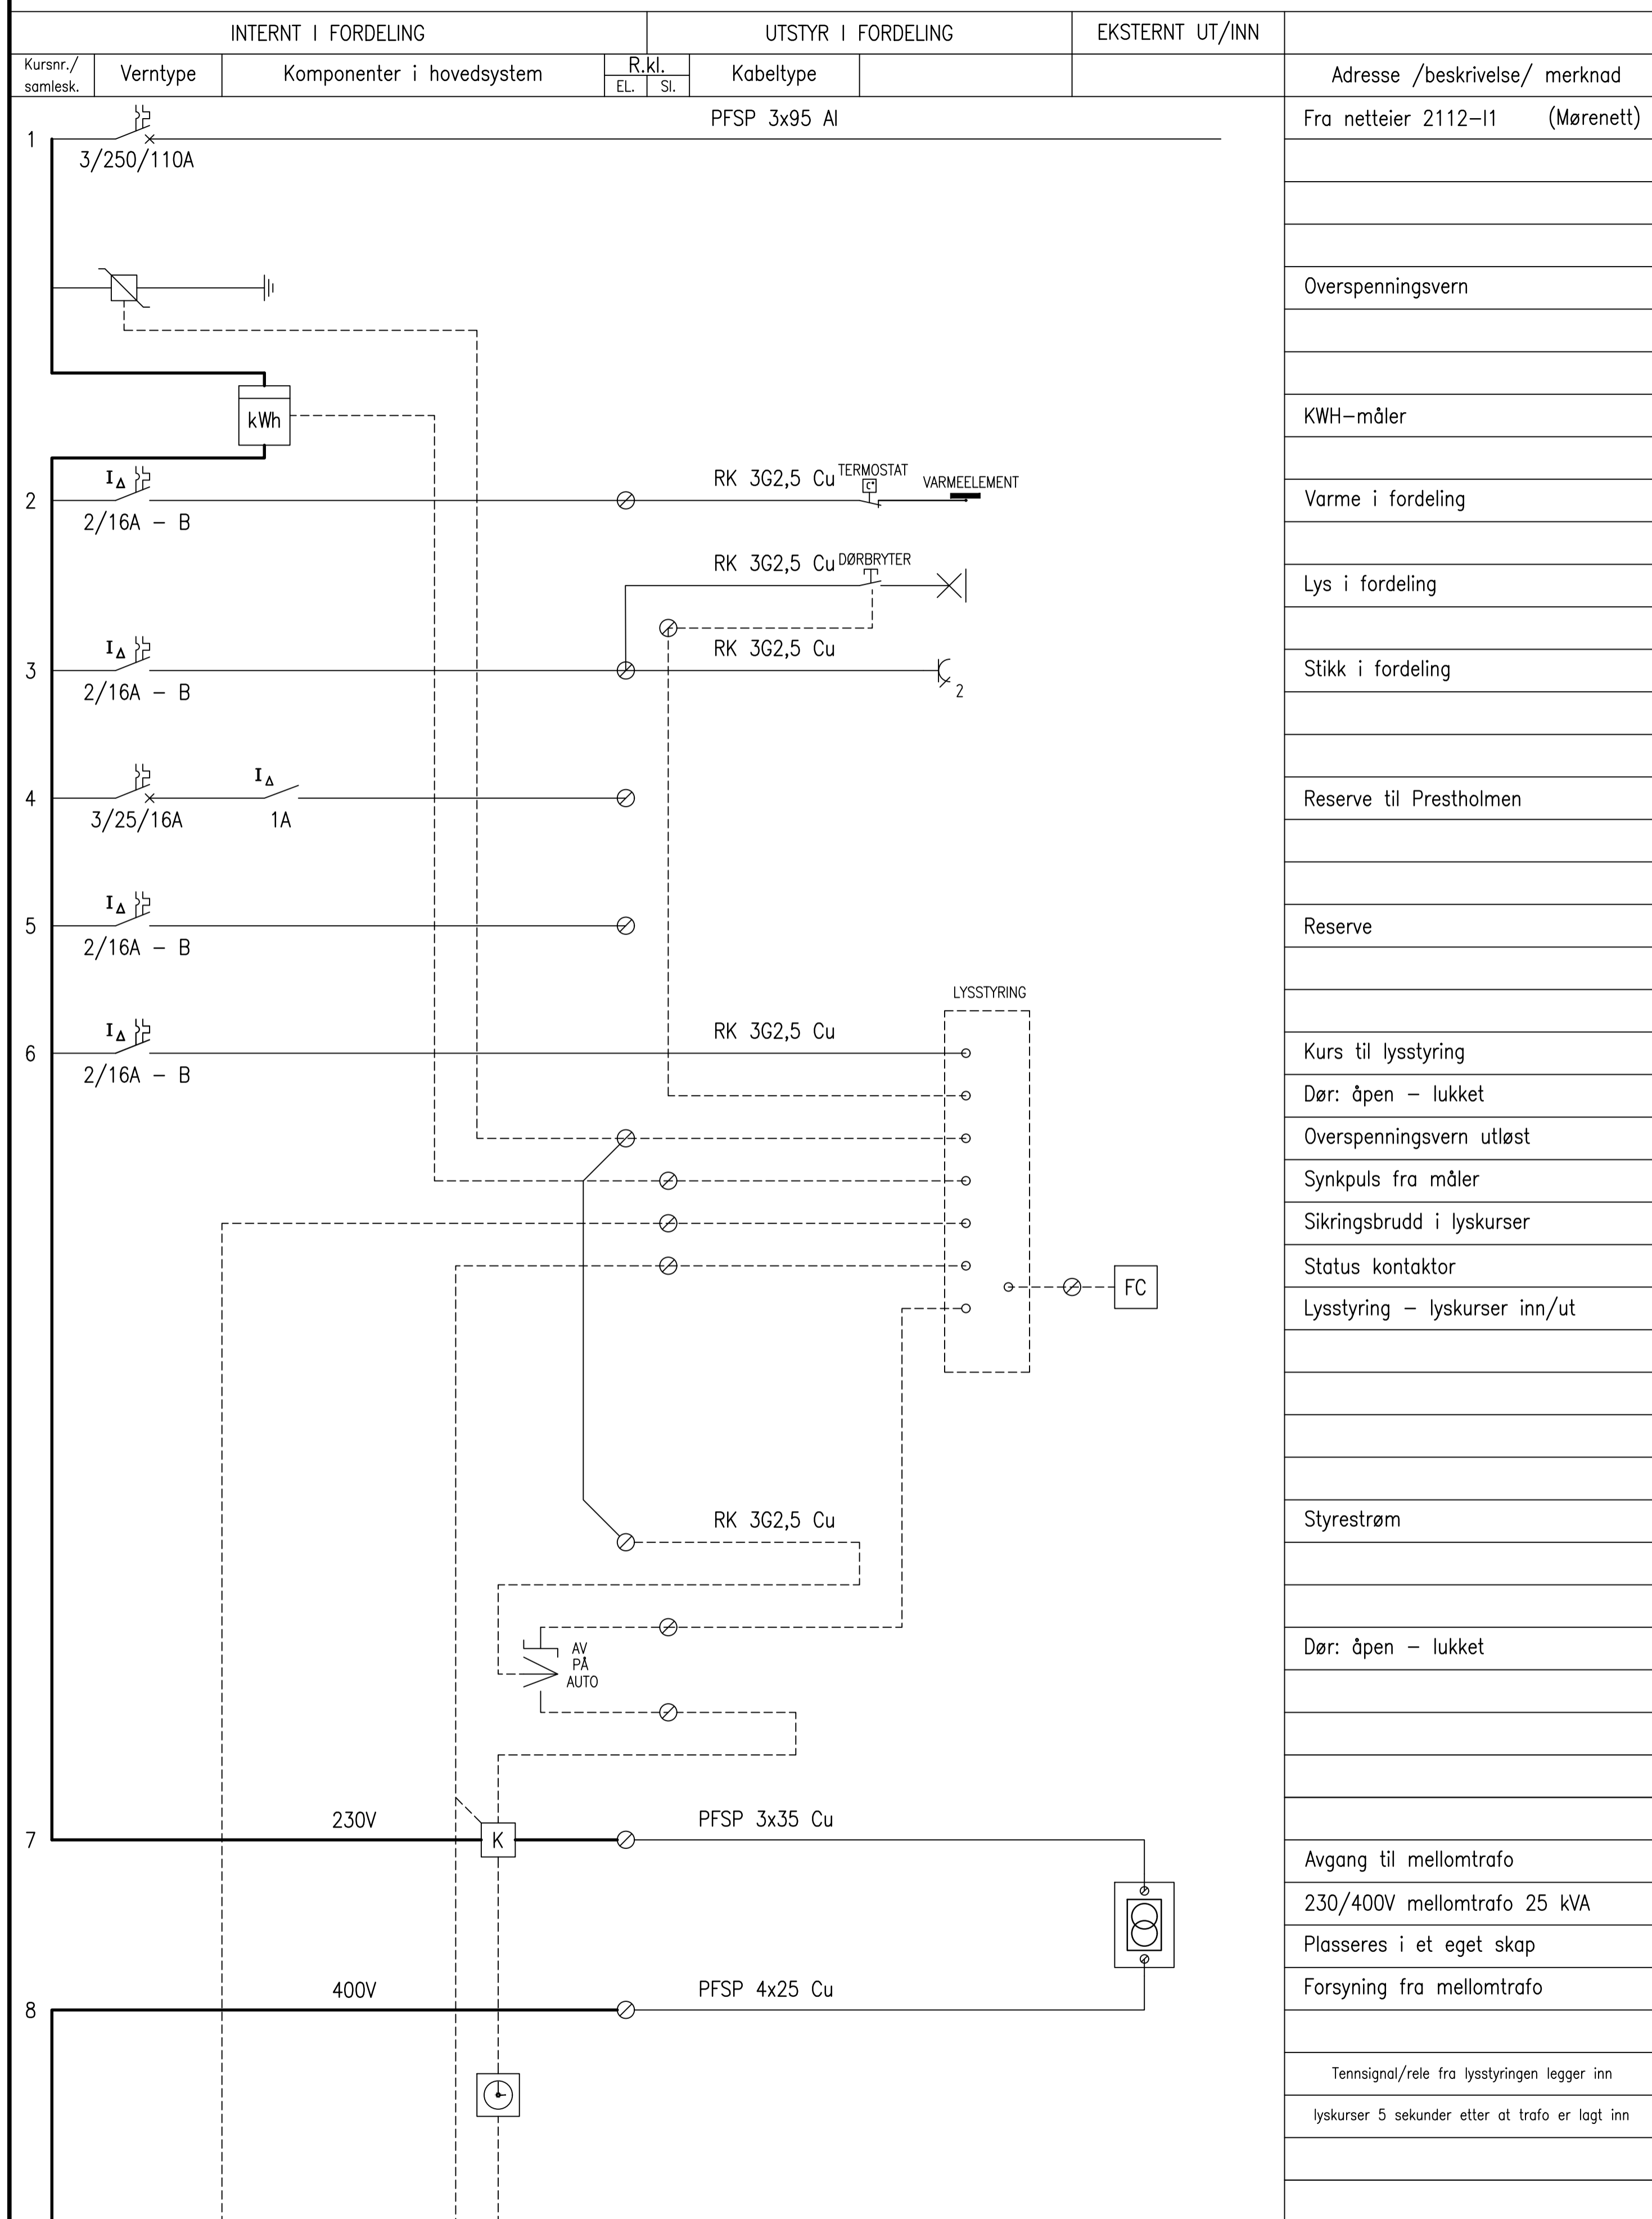 INTERNT I FORDELING UTSTYR I FORDELING EKSTERNT UT/INN
Kursnr./ samlesk. Verntype Komponenter i hovedsystem R.kl. EL. SI. Kabeltype Adresse /beskrivelse/ merknad
PFSP 3x95 Al Fra netteier 2112-I1 (Mørenett)
1
3/250/110A
Overspenningsvern
kWh KWH-måler
I∆ RK 3G2,5 Cu TERMOSTAT C° VARMEELEMENT
2 Varme i fordeling
2/16A - B
RK 3G2,5 Cu DØRBRYTER
Lys i fordeling
I∆ RK 3G2,5 Cu
3 Stikk i fordeling
2/16A - B 2
I∆
4 Reserve til Prestholmen
3/25/16A 1A
I∆
5 Reserve
2/16A - B
LYSSTYRING
I∆ RK 3G2,5 Cu
6 Kurs til lysstyring
2/16A - B
Dør: åpen - lukket
Overspenningsvern utløst
Synkpuls fra måler
Sikringsbrudd i lyskurser
Status kontaktor
FC
Lysstyring - lyskurser inn/ut
RK 3G2,5 Cu Styrestrøm
AV Dør: åpen - lukket
PÅ
AUTO
230V PFSP 3x35 Cu
7 K
Avgang til mellomtrafo
230/400V mellomtrafo 25 kVA
Plasseres i et eget skap
400V PFSP 4x25 Cu Forsyning fra mellomtrafo
8
Tennsignal/rele fra lysstyringen legger inn
lyskurser 5 sekunder etter at trafo er lagt inn